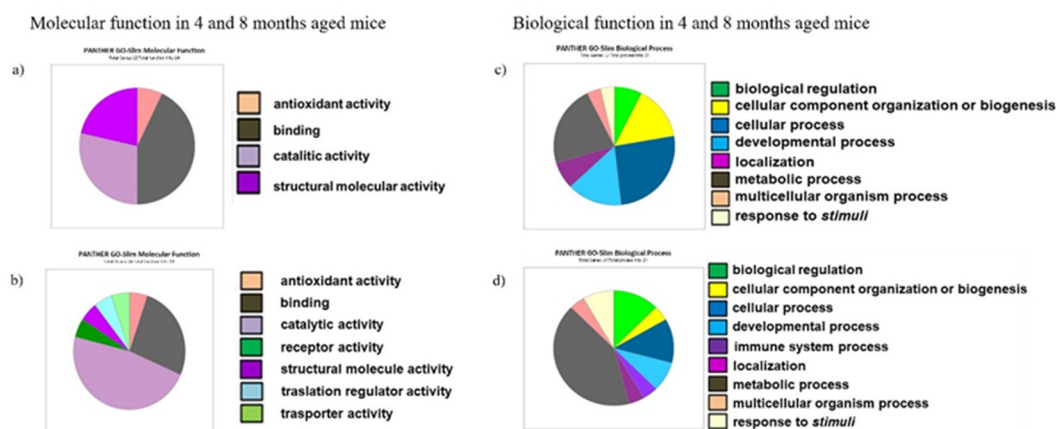 Molecular function in 4 and 8 months aged mice
Biological function in 4 and 8 months aged mice
a)
PANTHER GO-Slim Molecular Function
antioxidant activity
binding
catalitic activity
structural molecular activity
c)
PANTHER GO-Slim Biological Process
biological regulation
cellular component organization or biogenesis
cellular process
developmental process
localization
metabolic process
multicellular organism process
response to stimuli
b)
PANTHER GO-Slim Molecular Function
antioxidant activity
binding
catalytic activity
receptor activity
structural molecule activity
traslation regulator activity
trasporter activity
d)
PANTHER GO-Slim Biological Process
biological regulation
cellular component organization or biogenesis
cellular process
developmental process
immune system process
localization
metabolic process
multicellular organism process
response to stimuli